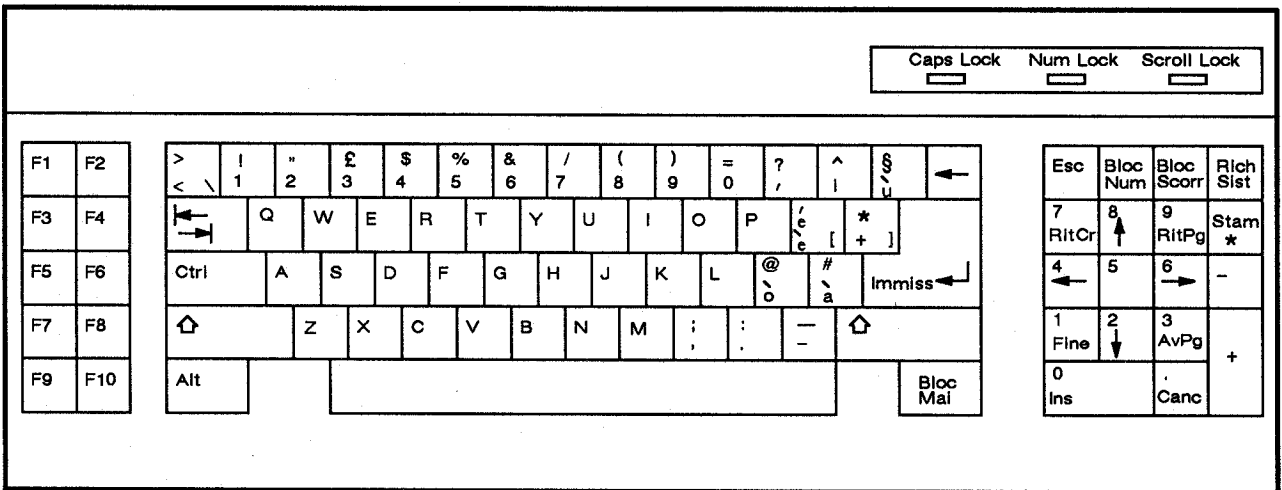 Caps Lock Num Lock Scroll Lock
F1 F2 > ! " £ $ % & / ( ) = ? ^ § Esc Bloc Bloc Rich
< \ 1 2 3 4 5 6 7 8 9 0 ' | ù Num Scorr Sist
F3 F4 Q W E R T Y U I O P é * 7 8 9 Stam
è [ + ] RitCr RitPg *
F5 F6 Ctrl A S D F G H J K L @ # Immiss 4 5 6 -
ò à
F7 F8 Z X C V B N M ; : — 1 2 3
, . - Fine AvPg +
F9 F10 Alt Bloc 0 .
Mai Ins Canc